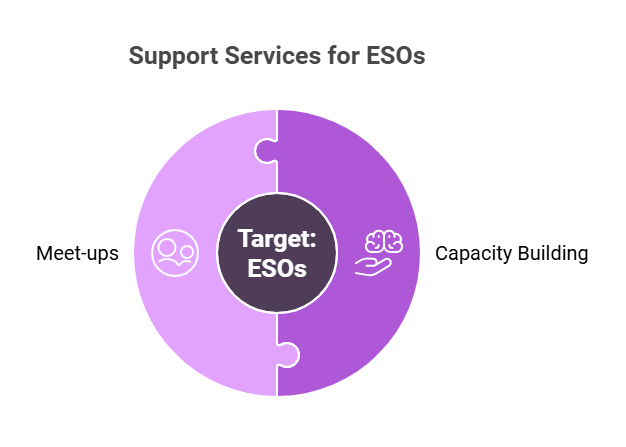 Support Services for ESOs
Meet-ups
Target:
ESOs
Capacity Building